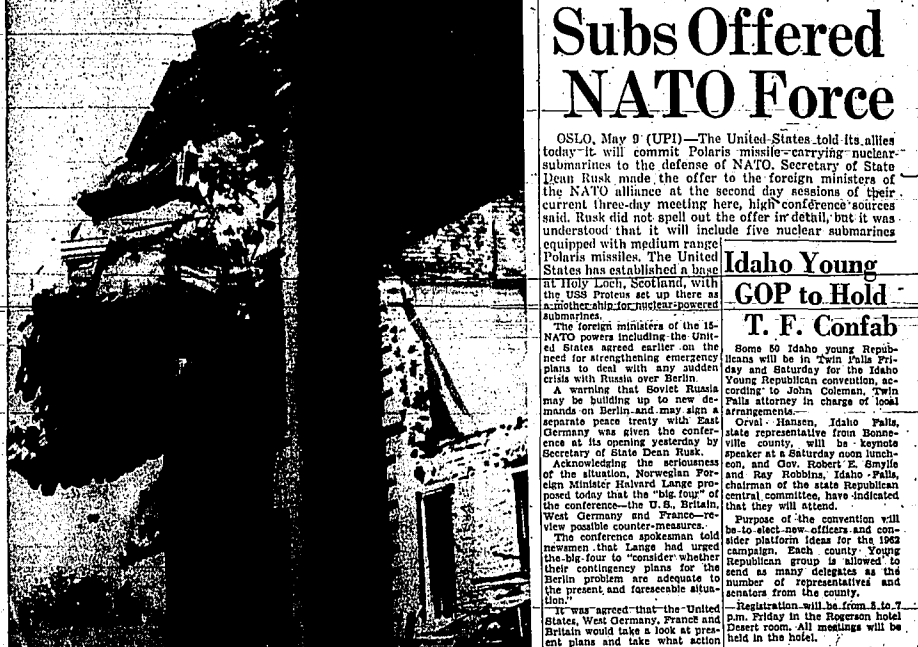 Subs Offered
NATO Force
OSLO, May 9 (UPI)—The United States told its allies
today it will commit Polaris missile-carrying nuclear
submarines to the defense of NATO. Secretary of State
Dean Rusk made the offer to the foreign ministers of
the NATO alliance at the second day sessions of their
current three-day meeting here, high conference sources
said. Rusk did not spell out the offer in detail, but it was
understood that it will include five nuclear submarines
equipped with medium range
Polaris missiles. The United
States has established a base
at Holy Loch, Scotland, with
the USS Proteus set up there as
a mother ship for nuclear-powered
submarines.
The foreign ministers of the 15-
NATO powers including the Unit-
ed States agreed earlier on the
need for strengthening emergency
plans to deal with any sudden
crisis with Russia over Berlin.
A warning that Soviet Russia
may be building up to new de-
mands on Berlin and may sign a
separate peace treaty with East
Germany was given the confer-
ence at its opening yesterday by
Secretary of State Dean Rusk.
Acknowledging the seriousness
of the situation, Norwegian For-
eign Minister Halvard Lange pro-
posed today that the "big four" of
the conference—the U.S., Britain,
West Germany and France—re-
view possible counter-measures.
The conference spokesman told
newsmen that Lange had urged
the big four to "consider whether
their contingency plans for the
Berlin problem are adequate to
the present and foreseeable situa-
tion."
It was agreed that the United
States, West Germany, France and
Britain would take a look at pres-
ent plans and take what action
Idaho Young
GOP to Hold
T. F. Confab
Some 50 Idaho young Repub-
licans will be in Twin Falls Fri-
day and Saturday for the Idaho
Young Republican convention, ac-
cording to John Coleman, Twin
Falls attorney in charge of local
arrangements.
Orval Hansen, Idaho Falls,
state representative from Bonne-
ville county, will be keynote
speaker at a Saturday noon lunch-
eon, and Gov. Robert E. Smylie
and Ray Robbins, Idaho Falls,
chairman of the state Republican
central committee, have indicated
that they will attend.
Purpose of the convention will
be to elect new officers and con-
sider platform ideas for the 1962
campaign. Each county Young
Republican group is allowed to
send as many delegates as the
number of representatives and
senators from the county.
Registration will be from 5 to 7
p.m. Friday in the Rogerson hotel
Desert room. All meetings will be
held in the hotel.